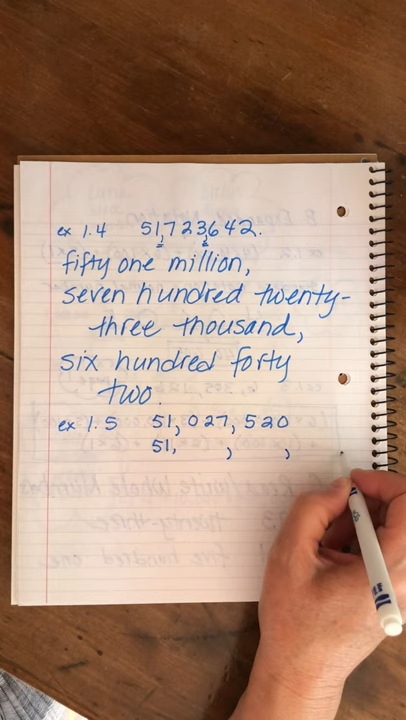 ex 1.4 51,723,642.
fifty one million,
seven hundred twenty-
three thousand,
six hundred forty
two.
ex 1.5 51, 027, 520
51, , ,